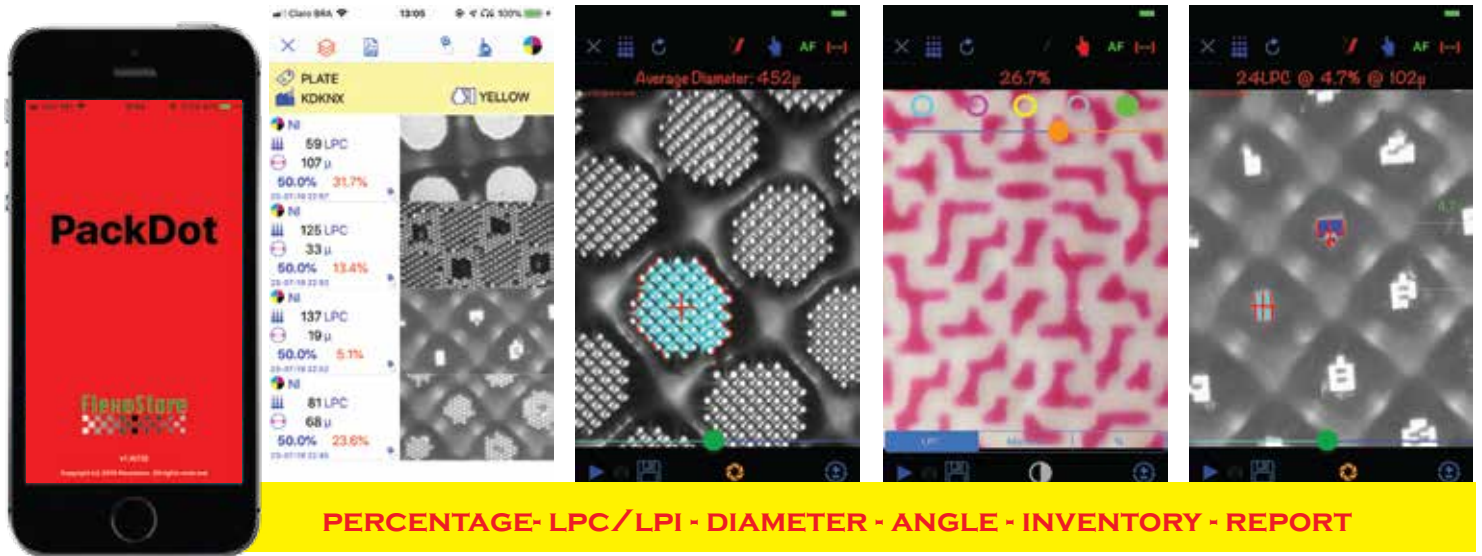 PackDot
FlexoStore
Claro BRA 13:05 100%
PLATE
KDKNX YELLOW
NI
59 LPC
107 µ
50.0% 31.7%
NI
125 LPC
33 µ
50.0% 13.4%
NI
137 LPC
19 µ
50.0% 5.1%
NI
81 LPC
68 µ
50.0% 23.6%
AF
Average Diameter: 452µ
AF
26.7%
LPC %
AF
24LPC @ 4.7% @ 102µ
PERCENTAGE- LPC/LPI - DIAMETER - ANGLE - INVENTORY - REPORT